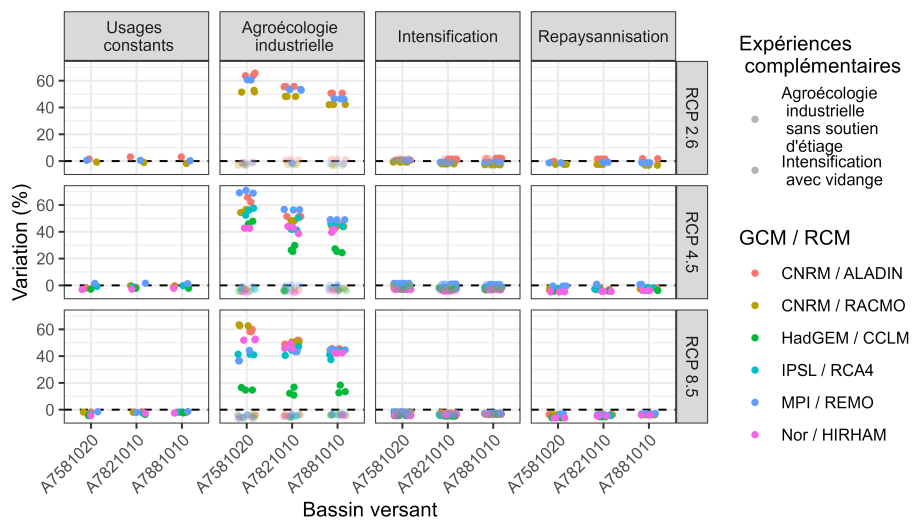 Usages
constants
Agroécologie
industrielle
Intensification
Repaysannisation
60
40
20
0
RCP 2.6
60
40
20
0
RCP 4.5
60
40
20
0
RCP 8.5
Variation (%)
A7581020
A7821010
A7881010
A7581020
A7821010
A7881010
A7581020
A7821010
A7881010
A7581020
A7821010
A7881010
Bassin versant
Expériences
complémentaires
Agroécologie
industrielle
sans soutien
d'étiage
Intensification
avec vidange
GCM / RCM
CNRM / ALADIN
CNRM / RACMO
HadGEM / CCLM
IPSL / RCA4
MPI / REMO
Nor / HIRHAM